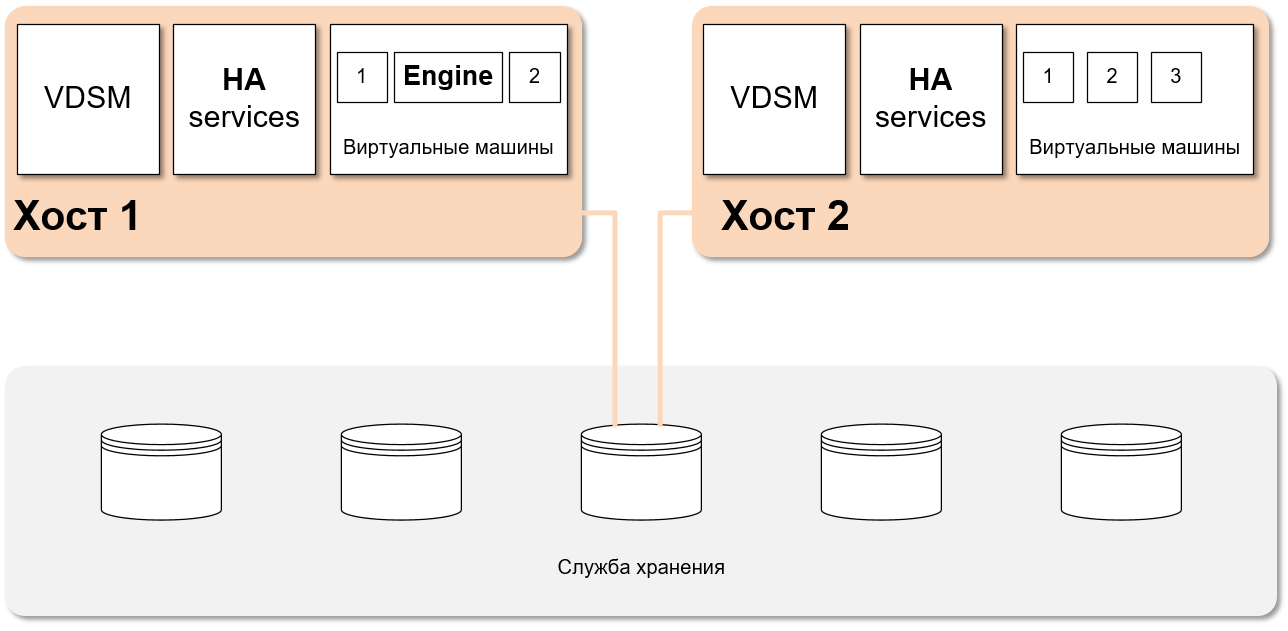 VDSM
HA
services
1
Engine
2
Виртуальные машины
Хост 1
VDSM
HA
services
1
2
3
Виртуальные машины
Хост 2
Служба хранения